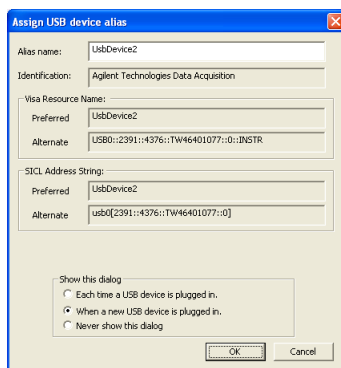 Assign USB device alias
Alias name: UsbDevice2
Identification: Agilent Technologies Data Acquisition
Visa Resource Name:
Preferred UsbDevice2
Alternate USB0::2391::4376::TW46401077::0::INSTR
SICL Address String:
Preferred UsbDevice2
Alternate usb0[2391::4376::TW46401077::0]
Show this dialog
Each time a USB device is plugged in.
When a new USB device is plugged in.
Never show this dialog
OK Cancel